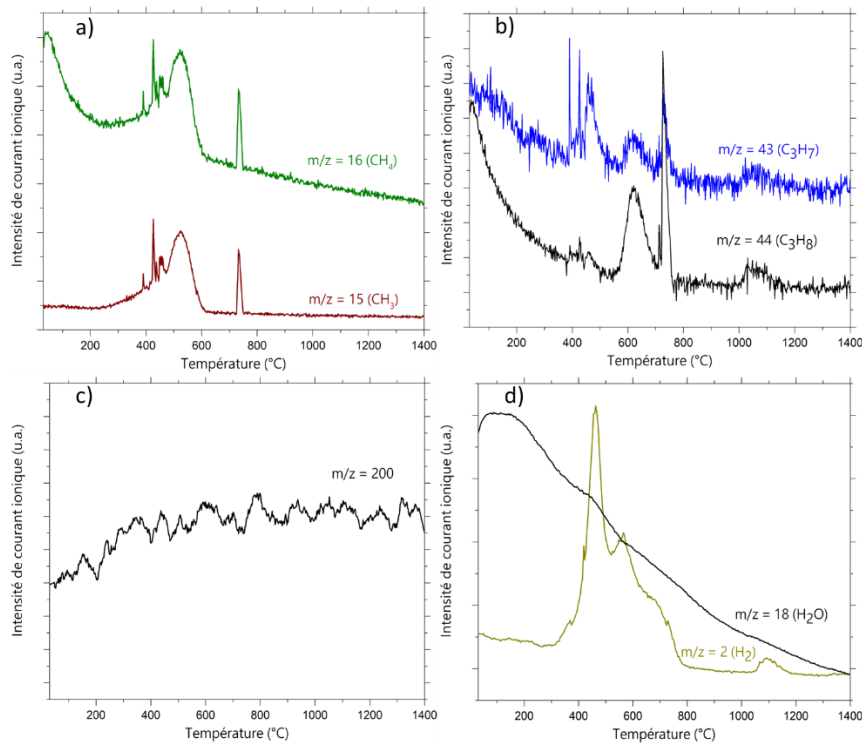 a)
Intensité de courant ionique (u.a.)
m/z = 16 (CH₄)
m/z = 15 (CH₃)
200 400 600 800 1000 1200 1400
Température (°C)
b)
Intensité de courant ionique (u.a.)
m/z = 43 (C₃H₇)
m/z = 44 (C₃H₈)
200 400 600 800 1000 1200 1400
Température (°C)
c)
Intensité de courant ionique (u.a.)
m/z = 200
200 400 600 800 1000 1200 1400
Température (°C)
d)
Intensité de courant ionique (u.a.)
m/z = 18 (H₂O)
m/z = 2 (H₂)
200 400 600 800 1000 1200 1400
Température (°C)